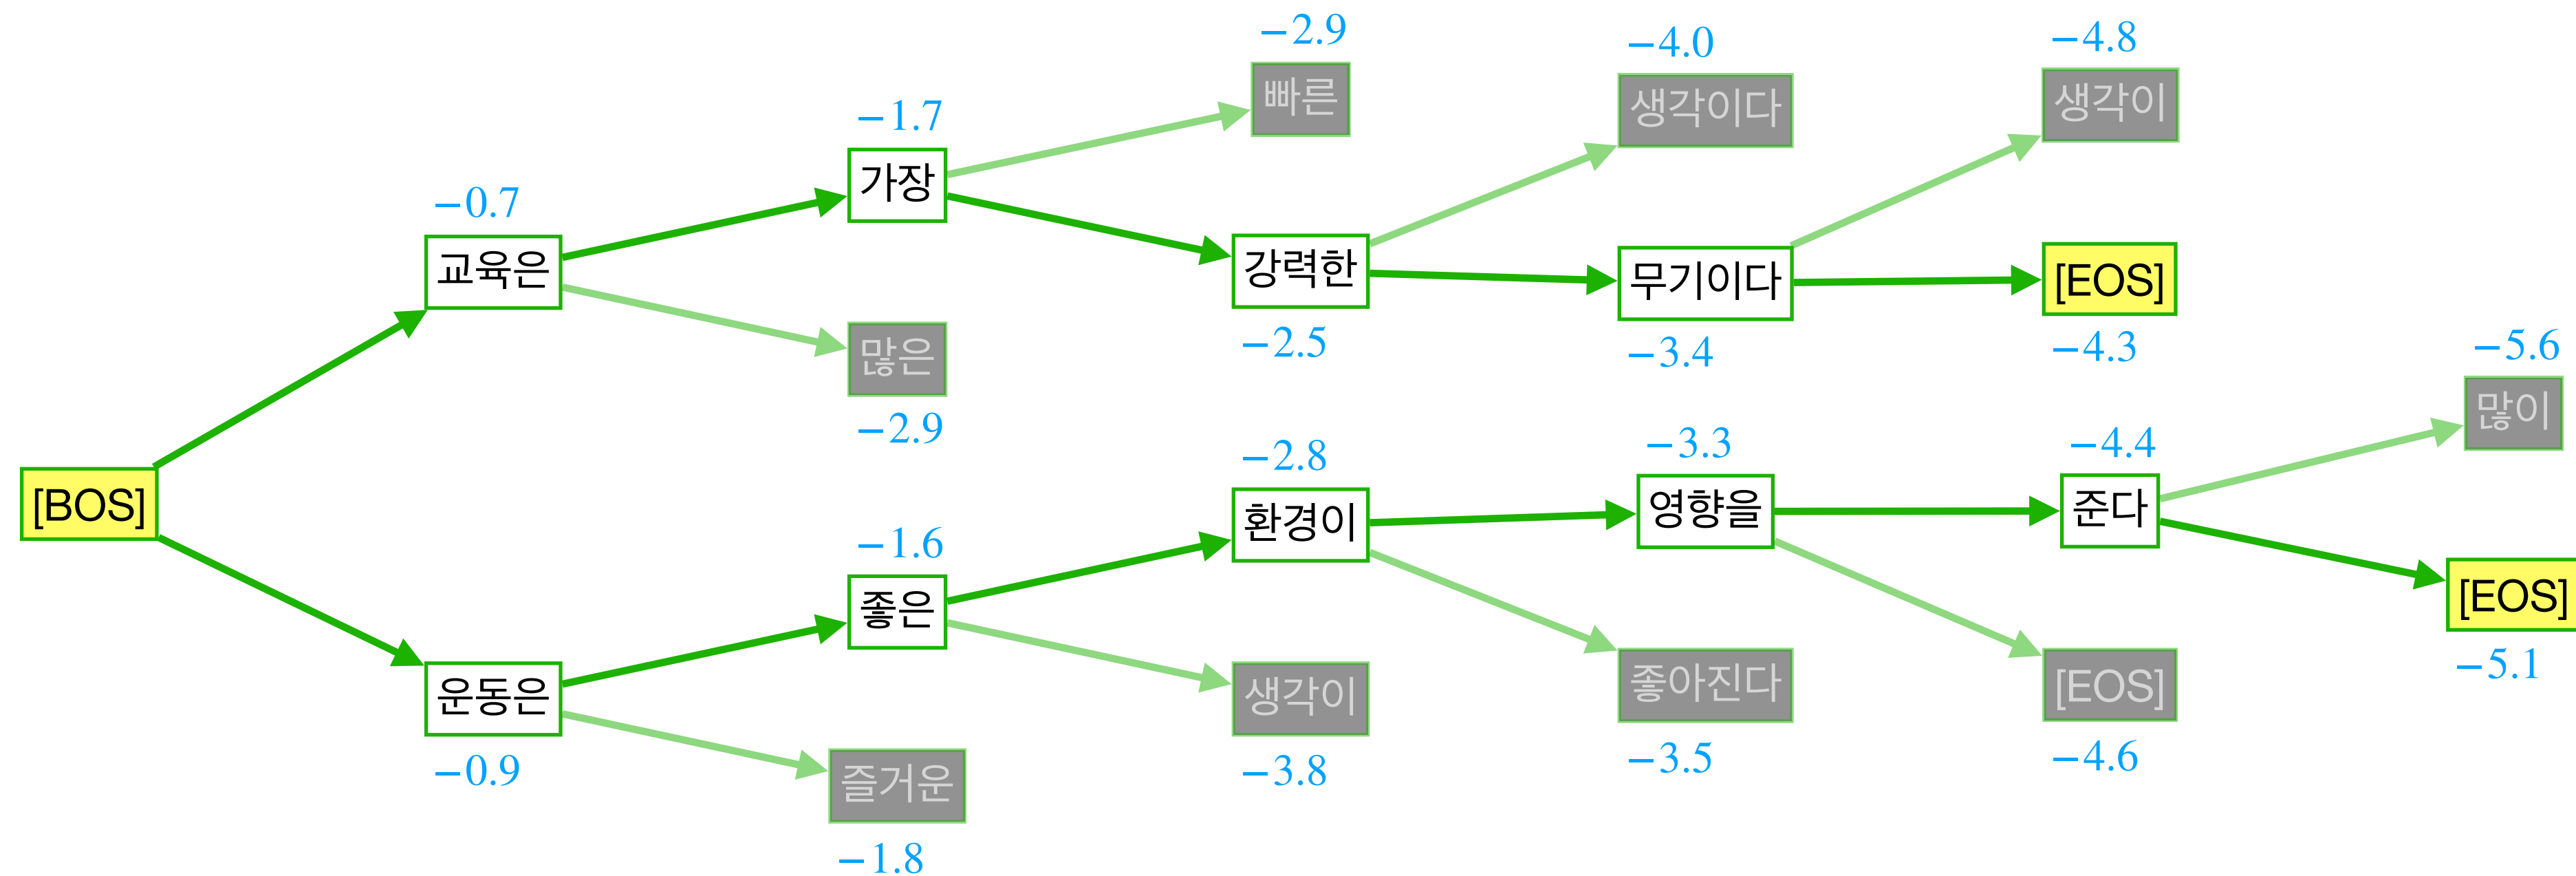 [BOS]
−0.7
교육은
운동은
−0.9
−1.7
가장
많은
−2.9
−1.6
좋은
즐거운
−1.8
−2.9
빠른
강력한
−2.5
−2.8
환경이
생각이
−3.8
−4.0
생각이다
무기이다
−3.4
−3.3
영향을
좋아진다
−3.5
−4.8
생각이
[EOS]
−4.3
−4.4
준다
[EOS]
−4.6
−5.6
많이
[EOS]
−5.1